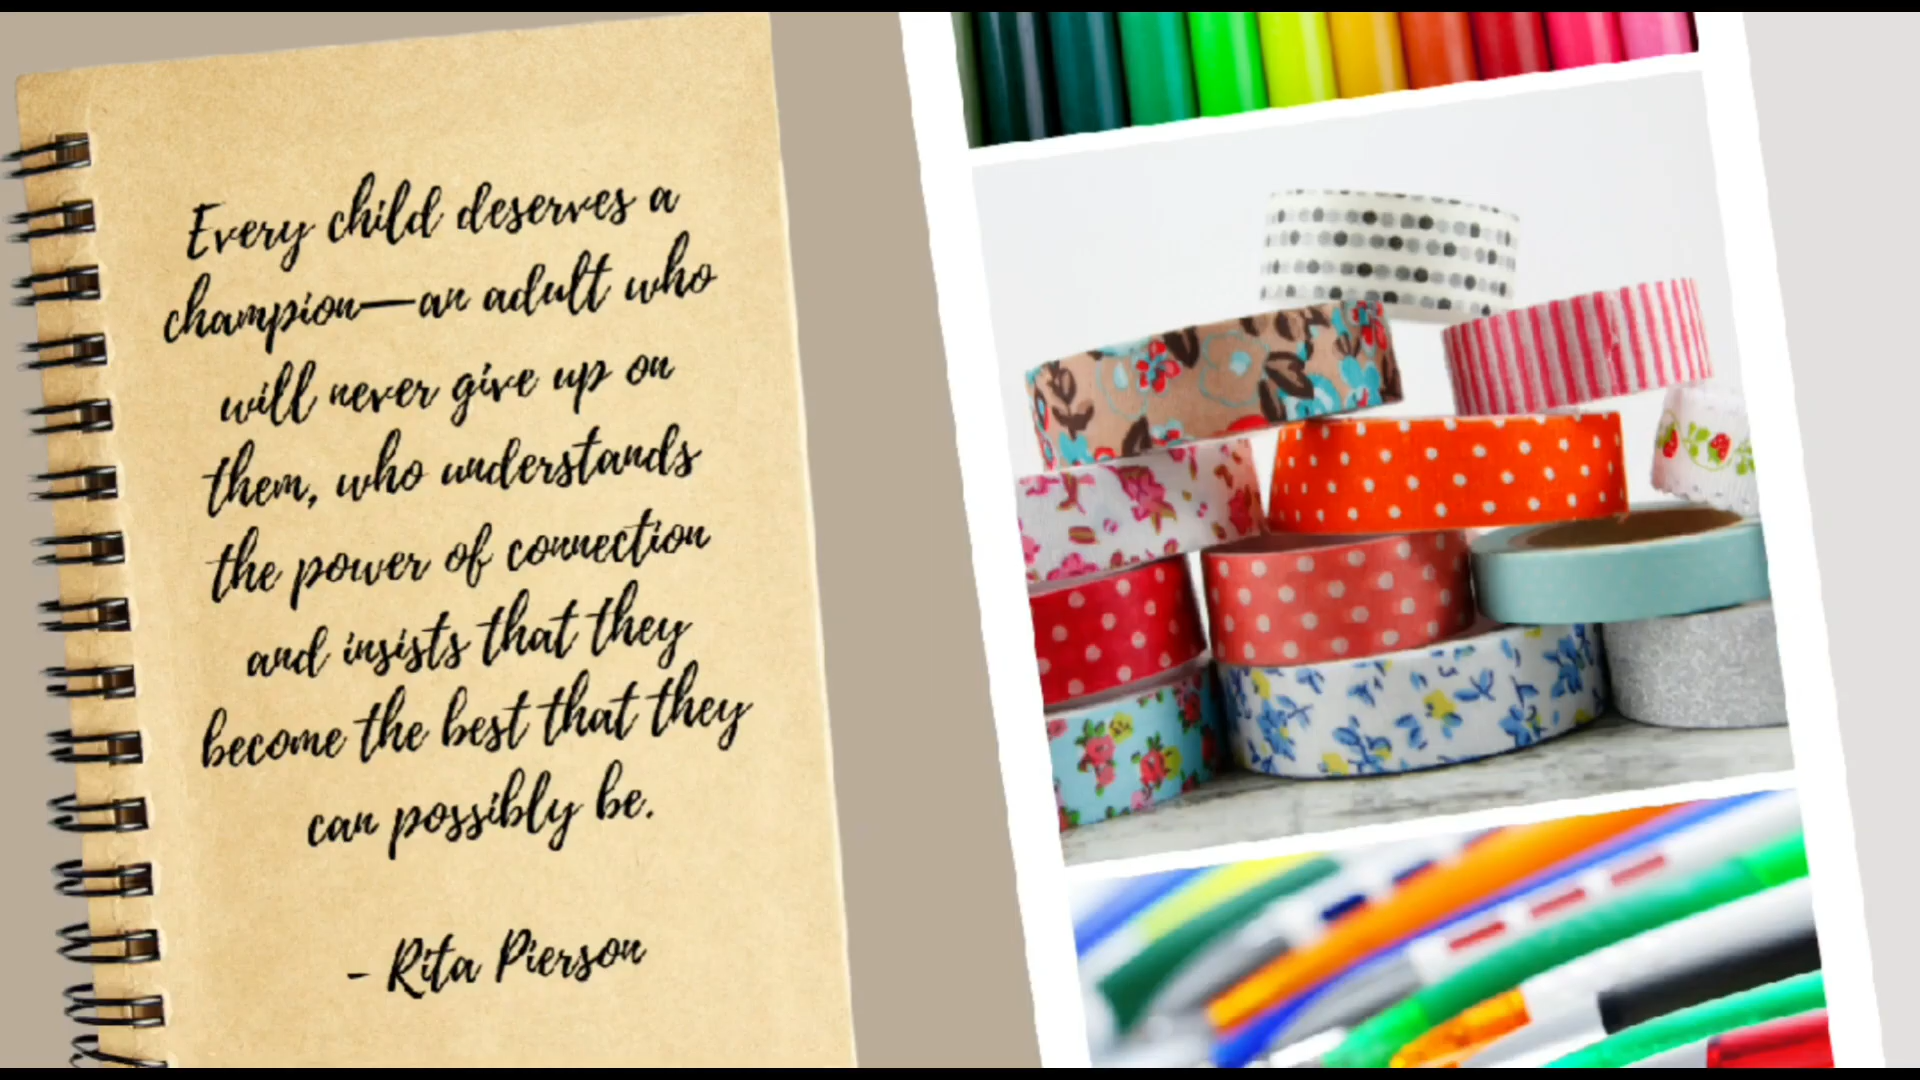 Every child deserves a
champion—an adult who
will never give up on
them, who understands
the power of connection
and insists that they
become the best that they
can possibly be.
- Rita Pierson